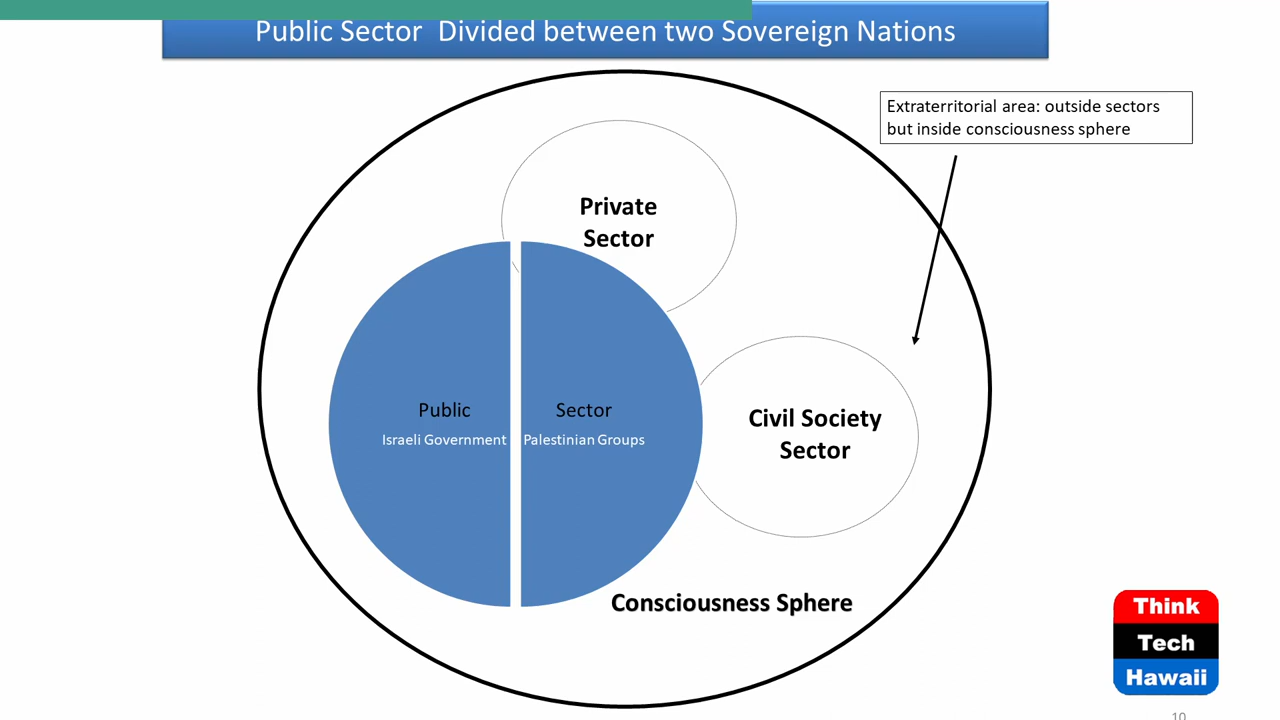 Public Sector  Divided between two Sovereign Nations
Extraterritorial area: outside sectors
but inside consciousness sphere
Private
Sector
Public
Sector
Israeli Government
Palestinian Groups
Civil Society
Sector
Consciousness Sphere
Think
Tech
Hawaii
10